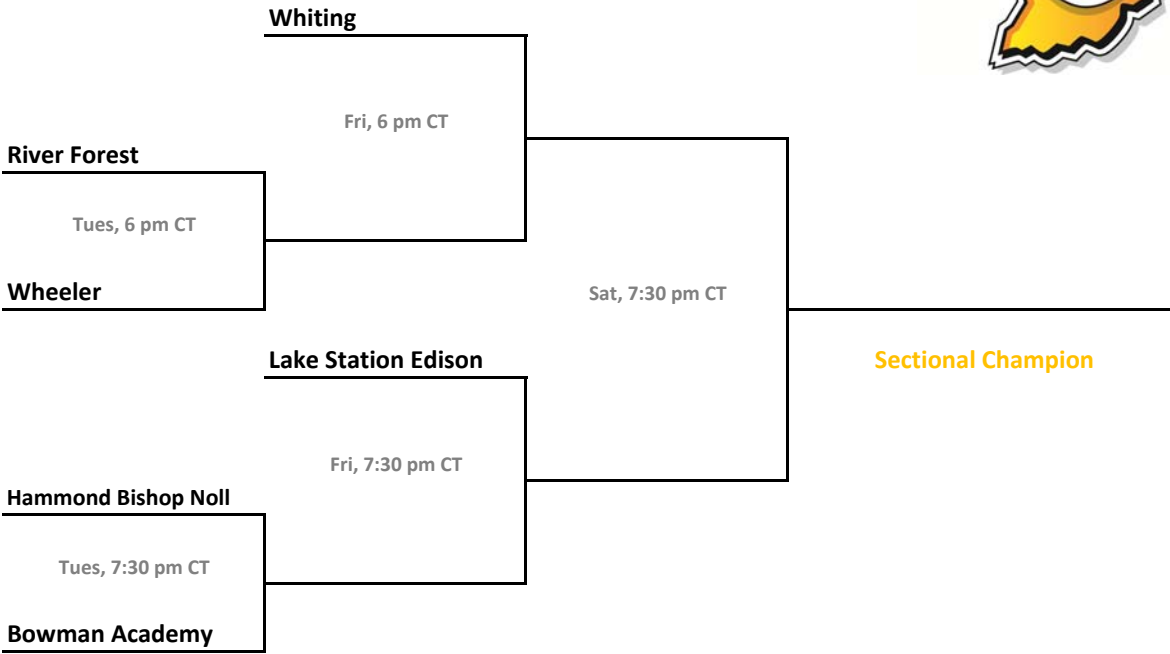 Whiting
Fri, 6 pm CT
River Forest
Tues, 6 pm CT
Wheeler
Sat, 7:30 pm CT
Lake Station Edison
Sectional Champion
Fri, 7:30 pm CT
Hammond Bishop Noll
Tues, 7:30 pm CT
Bowman Academy